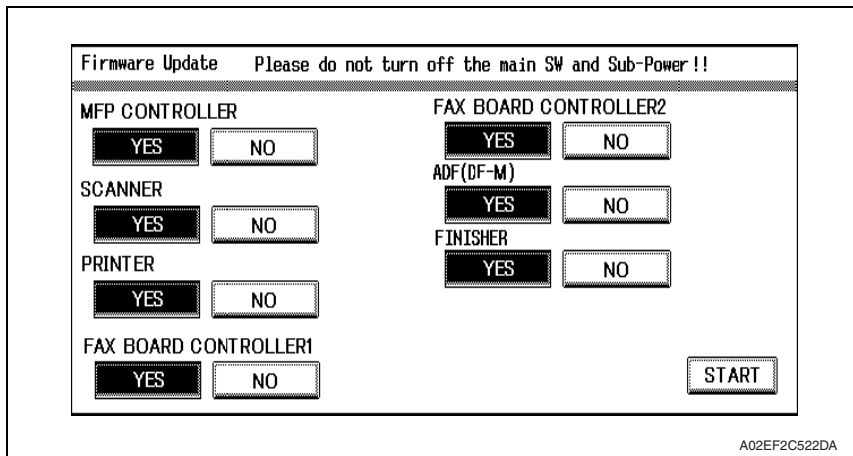 Firmware Update Please do not turn off the main SW and Sub-Power!!
MFP CONTROLLER
YES NO
SCANNER
YES NO
PRINTER
YES NO
FAX BOARD CONTROLLER1
YES NO
FAX BOARD CONTROLLER2
YES NO
ADF(DF-M)
YES NO
FINISHER
YES NO
START
A02EF2C522DA